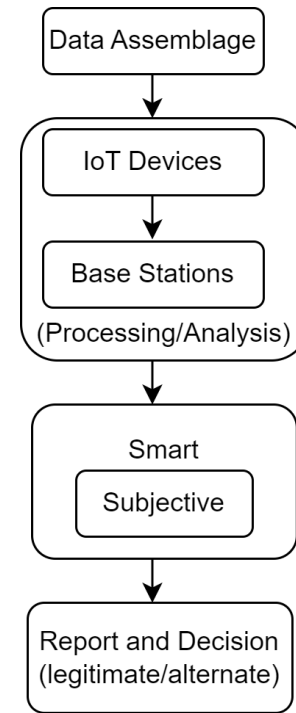 Data Assemblage
IoT Devices
Base Stations
(Processing/Analysis)
Smart
Subjective
Report and Decision
(legitimate/alternate)